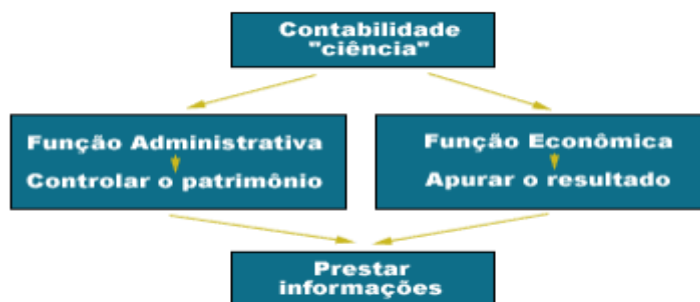 Contabilidade
"ciência"
Função Administrativa
Controlar o patrimônio
Função Econômica
Apurar o resultado
Prestar
informações